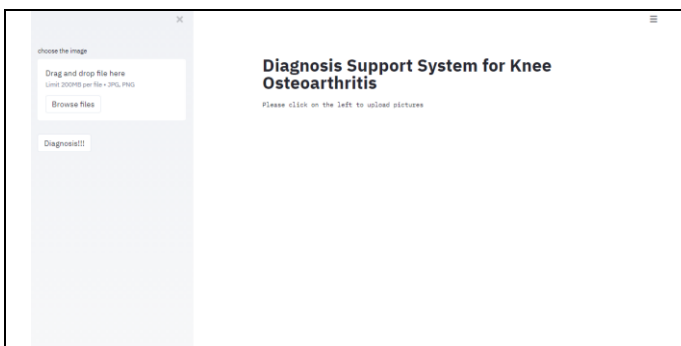 choose the image
Drag and drop file here
Limit 200MB per file • JPG, PNG
Browse files
Diagnosis!!!
Diagnosis Support System for Knee
Osteoarthritis
Please click on the left to upload pictures